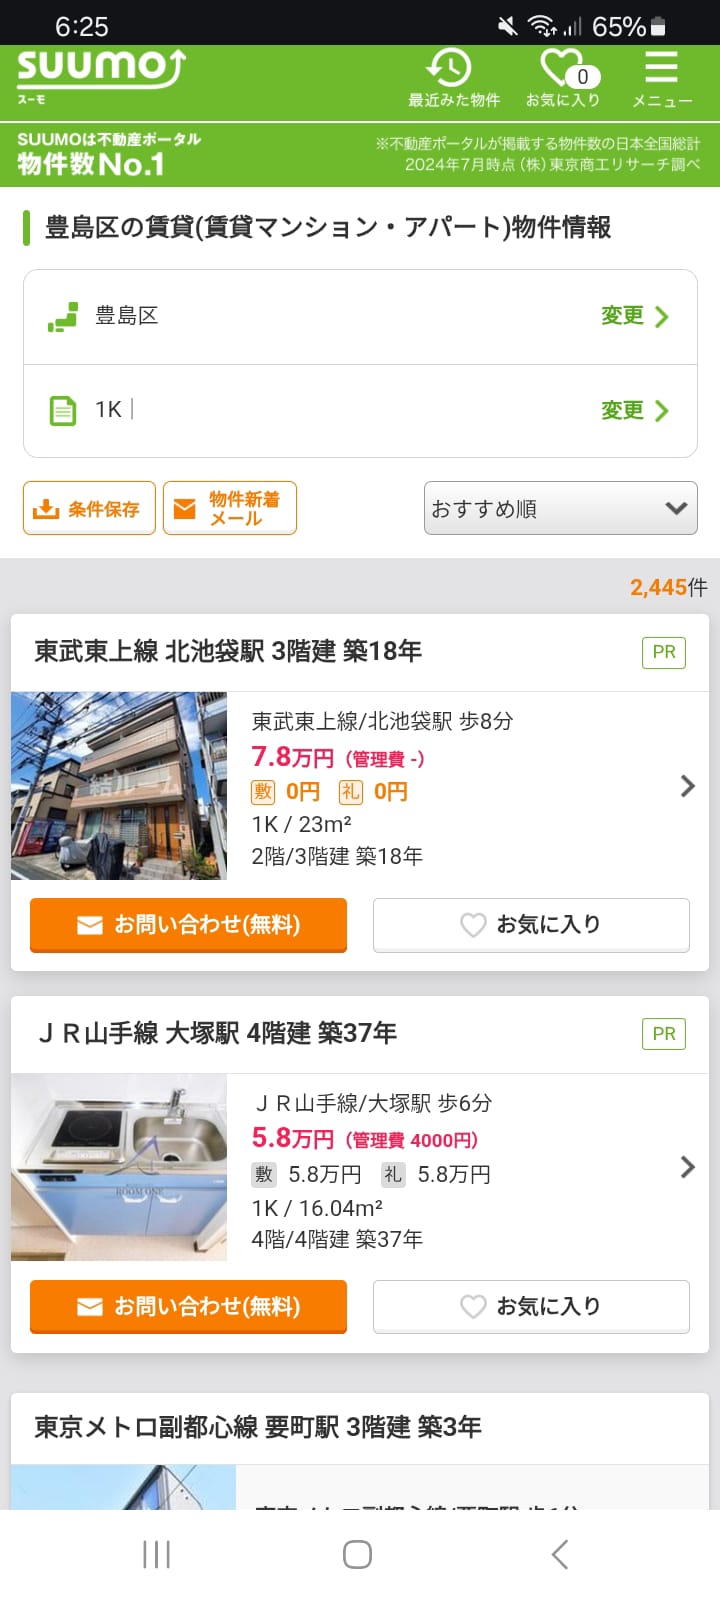 6:25 65%
SUUMO
スーモ
最近みた物件
0
お気に入り
メニュー
SUUMOは不動産ポータル
物件数No.1
※不動産ポータルが掲載する物件数の日本全国総計
2024年7月時点（株）東京商工リサーチ調べ
豊島区の賃貸(賃貸マンション・アパート)物件情報
豊島区 変更
1K｜ 変更
条件保存
物件新着
メール
おすすめ順
2,445件
東武東上線 北池袋駅 3階建 築18年 PR
東武東上線/北池袋駅 歩8分
7.8万円（管理費 -）
敷 0円 礼 0円
1K / 23m²
2階/3階建 築18年
お問い合わせ(無料) お気に入り
ＪＲ山手線 大塚駅 4階建 築37年 PR
ROOM ONE
ＪＲ山手線/大塚駅 歩6分
5.8万円（管理費 4000円）
敷 5.8万円 礼 5.8万円
1K / 16.04m²
4階/4階建 築37年
お問い合わせ(無料) お気に入り
東京メトロ副都心線 要町駅 3階建 築3年